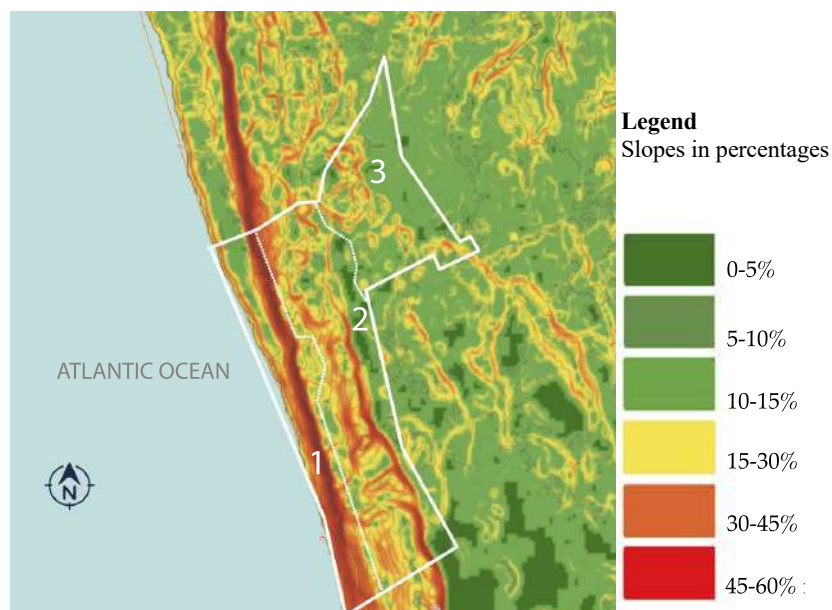 3
2
ATLANTIC OCEAN
1
N
Legend
Slopes in percentages
0-5%
5-10%
10-15%
15-30%
30-45%
45-60% :